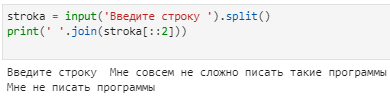 stroka = input('Введите строку ').split()
print(' '.join(stroka[::2]))
Введите строку  Мне совсем не сложно писать такие программы
Мне не писать программы